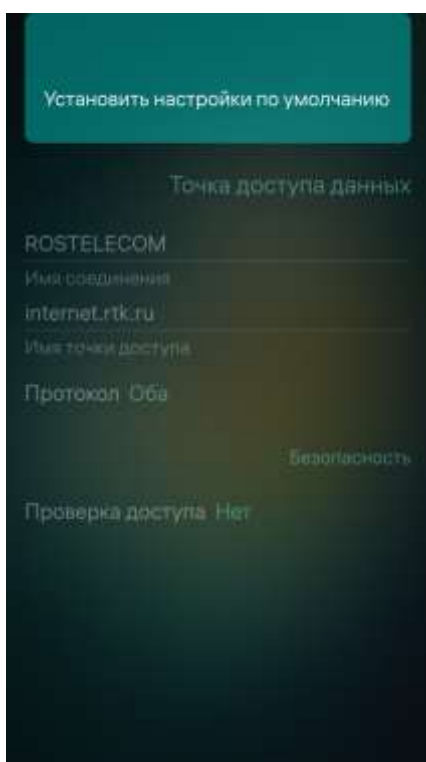 Установить настройки по умолчанию
Точка доступа данных
ROSTELECOM
Имя соединения
internet.rtk.ru
Имя точки доступа
Протокол Оба
Безопасность
Проверка доступа Нет